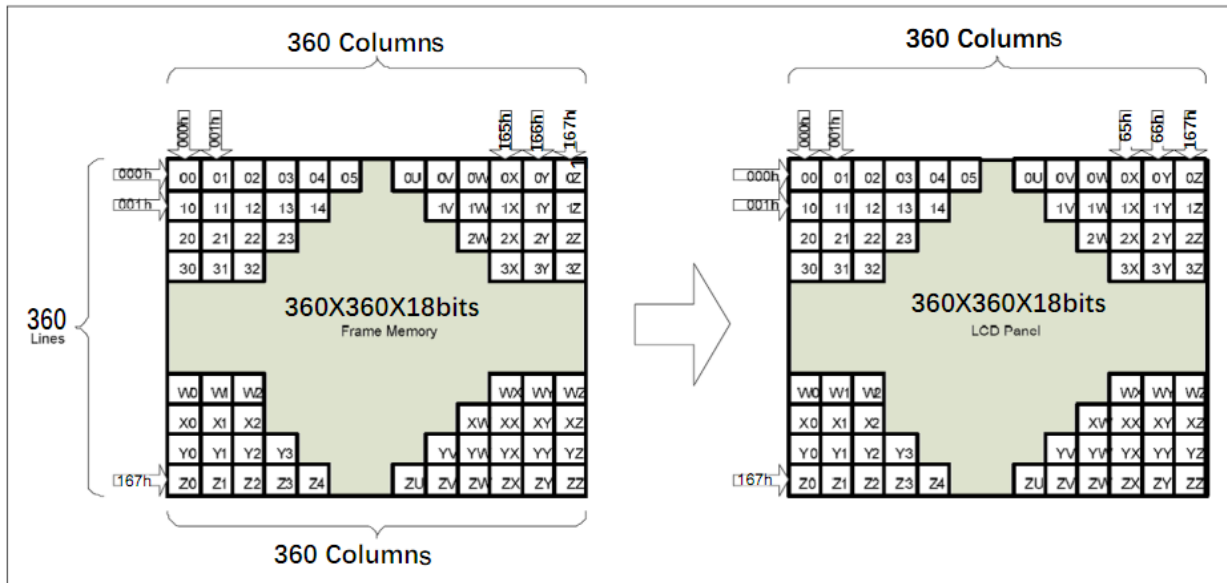 360 Columns
360 Columns
000h 001h 165h 166h 167h
000h 001h 65h 66h 167h
000h 00 01 02 03 04 05 0U 0V 0W 0X 0Y 0Z
000h 00 01 02 03 04 05 0U 0V 0W 0X 0Y 0Z
001h 10 11 12 13 14 1V 1W 1X 1Y 1Z
001h 10 11 12 13 14 1V 1W 1X 1Y 1Z
20 21 22 23 2W 2X 2Y 2Z
20 21 22 23 2W 2X 2Y 2Z
30 31 32 3X 3Y 3Z
30 31 32 3X 3Y 3Z
360
Lines
360X360X18bits
Frame Memory
360X360X18bits
LCD Panel
W0 W1 W2 WX WY WZ
W0 W1 W2 WX WY WZ
X0 X1 X2 XW XX XY XZ
X0 X1 X2 XW XX XY XZ
Y0 Y1 Y2 Y3 YV YW YX YY YZ
Y0 Y1 Y2 Y3 YV YW YX YY YZ
167h Z0 Z1 Z2 Z3 Z4 ZU ZV ZW ZX ZY ZZ
167h Z0 Z1 Z2 Z3 Z4 ZU ZV ZW ZX ZY ZZ
360 Columns